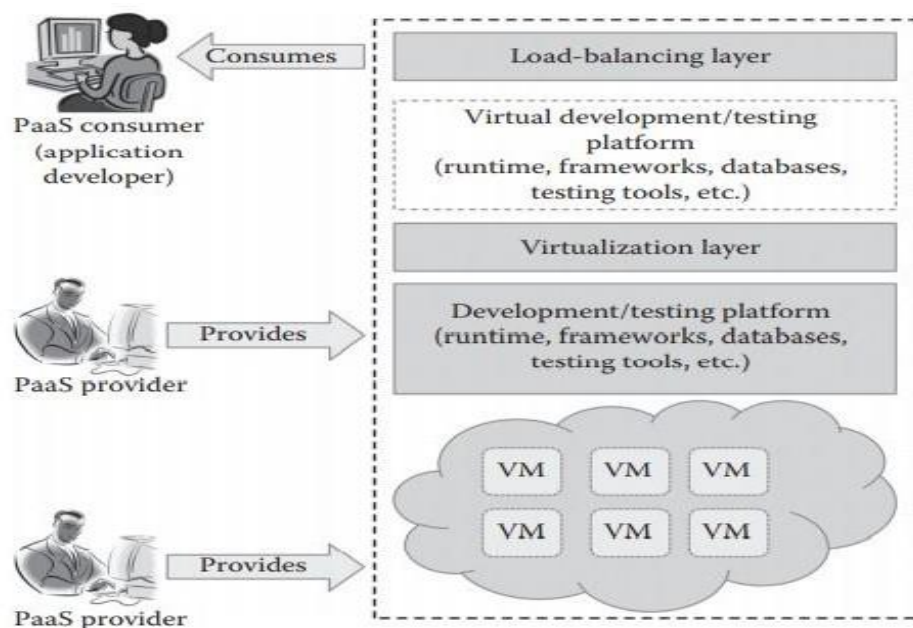 Consumes
PaaS consumer
(application
developer)
Load-balancing layer
Virtual development/testing
platform
(runtime, frameworks, databases,
testing tools, etc.)
Virtualization layer
Provides
PaaS provider
Development/testing platform
(runtime, frameworks, databases,
testing tools, etc.)
VM VM VM
VM VM VM
Provides
PaaS provider